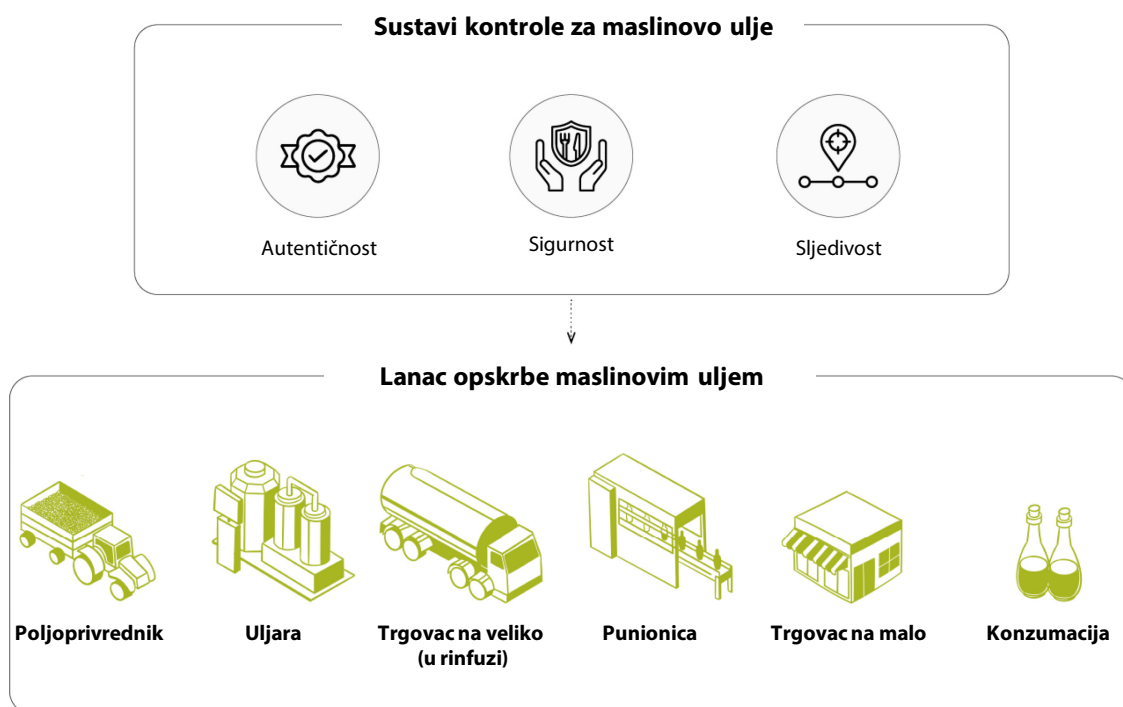 Sustavi kontrole za maslinovo ulje
Autentičnost
Sigurnost
Sljedivost
Lanac opskrbe maslinovim uljem
Poljoprivrednik
Uljara
Trgovac na veliko
(u rinfuzi)
Punionica
Trgovac na malo
Konzumacija